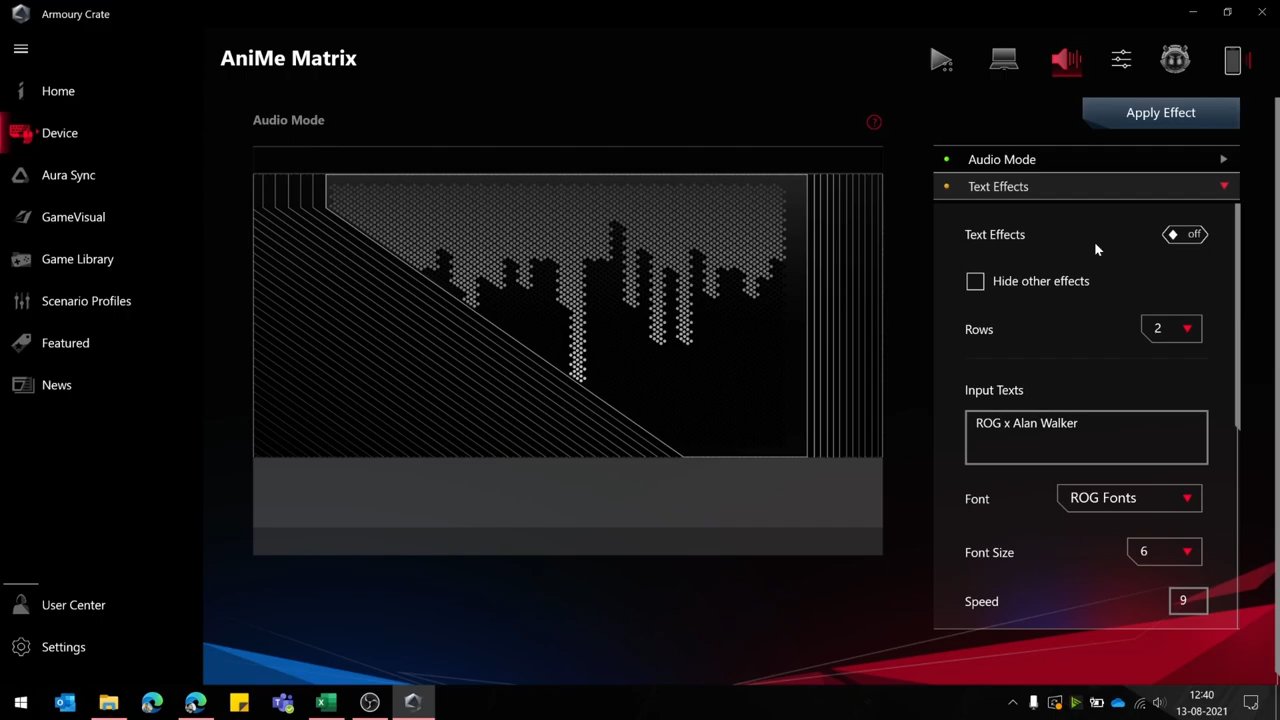 Armoury Crate
AniMe Matrix
Home
Device
Aura Sync
GameVisual
Game Library
Scenario Profiles
Featured
News
User Center
Settings
Audio Mode
?
Apply Effect
Audio Mode
Text Effects
Text Effects
off
Hide other effects
Rows
2
Input Texts
ROG x Alan Walker
Font
ROG Fonts
Font Size
6
Speed
9
12:40
13-08-2021